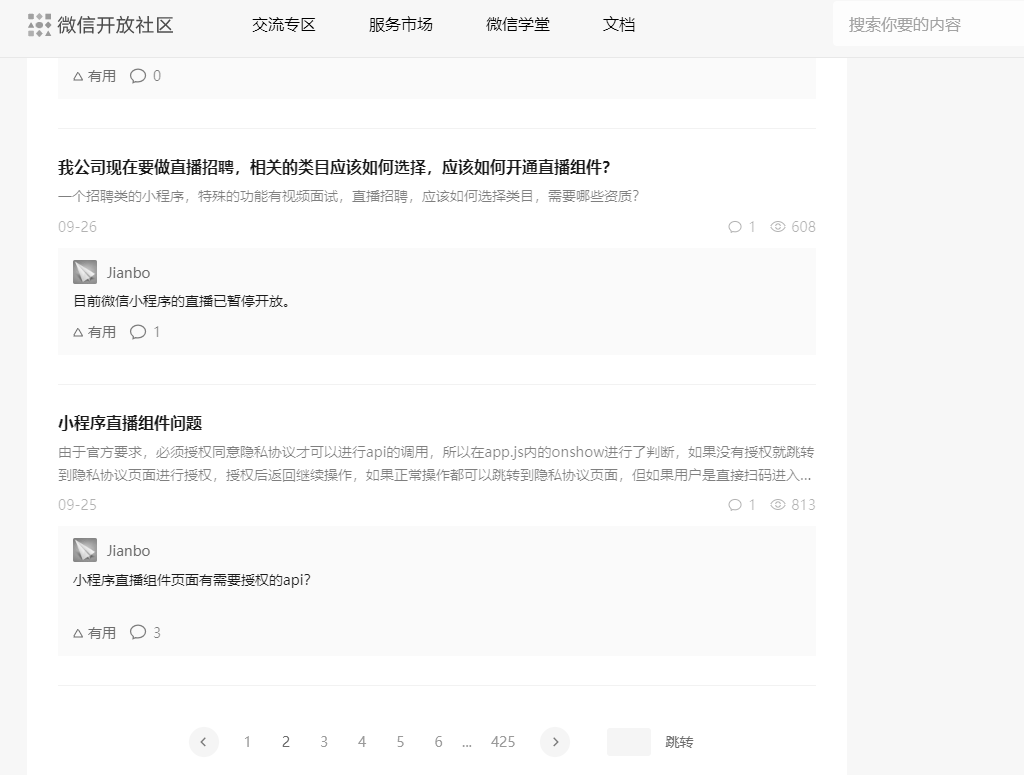 微信开放社区 交流专区 服务市场 微信学堂 文档 搜索你要的内容
有用 0
我公司现在要做直播招聘，相关的类目应该如何选择，应该如何开通直播组件？
一个招聘类的小程序，特殊的功能有视频面试，直播招聘，应该如何选择类目，需要哪些资质？
09-26 1 608
Jianbo
目前微信小程序的直播已暂停开放。
有用 1
小程序直播组件问题
由于官方要求，必须授权同意隐私协议才可以进行api的调用，所以在app.js内的onshow进行了判断，如果没有授权就跳转
到隐私协议页面进行授权，授权后返回继续操作，如果正常操作都可以跳转到隐私协议页面，但如果用户是直接扫码进入...
09-25 1 813
Jianbo
小程序直播组件页面有需要授权的api？
有用 3
1 2 3 4 5 6 ... 425 跳转